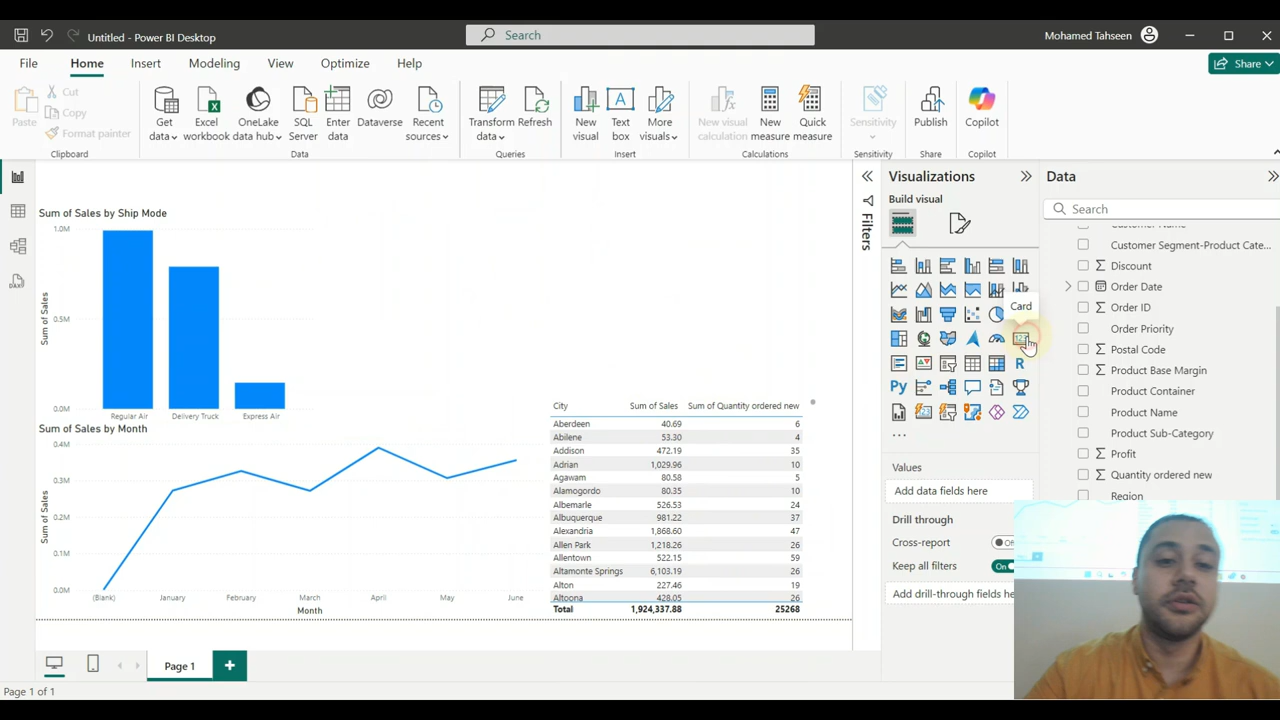 Untitled - Power BI Desktop
Search
Mohamed Tahseen
File Home Insert Modeling View Optimize Help
Share
Paste
Cut
Copy
Format painter
Clipboard
Get data
Excel workbook
OneLake data hub
SQL Server
Enter data
Dataverse
Recent sources
Data
Transform data
Refresh
Queries
New visual
Text box
More visuals
Insert
New visual calculation
New measure
Quick measure
Calculations
Sensitivity
Sensitivity
Publish
Share
Copilot
Copilot
Sum of Sales by Ship Mode
Sum of Sales
1.0M
0.5M
0.0M
Regular Air Delivery Truck Express Air
Sum of Sales by Month
Sum of Sales
0.4M
0.3M
0.2M
0.1M
0.0M
(Blank) January February March April May June
Month
City Sum of Sales Sum of Quantity ordered new
Aberdeen 40.69 6
Abilene 53.30 4
Addison 472.19 35
Adrian 1,029.96 10
Agawam 80.58 5
Alamogordo 80.35 10
Albemarle 526.53 24
Albuquerque 981.22 37
Alexandria 1,868.60 47
Allen Park 1,218.26 26
Allentown 522.15 59
Altamonte Springs 6,103.19 26
Alton 227.46 19
Altoona 428.05 26
Total 1,924,337.88 25268
Filters
Visualizations
Build visual
Card
R
Py
Values
Add data fields here
Drill through
Cross-report
Keep all filters
On
Add drill-through fields he
Data
Search
Customer Name
Customer Segment-Product Cate...
Discount
Order Date
Order ID
Order Priority
Postal Code
Product Base Margin
Product Container
Product Name
Product Sub-Category
Profit
Quantity ordered new
Region
Page 1
Page 1 of 1